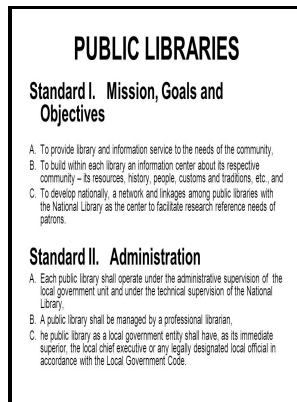 PUBLIC LIBRARIES
Standard I. Mission, Goals and
Objectives
A. To provide library and information service to the needs of the community,
B. To build within each library an information center about its respective
community – its resources, history, people, customs and traditions, etc., and
C. To develop nationally, a network and linkages among public libraries with
the National Library as the center to facilitate research reference needs of
patrons.
Standard II. Administration
A. Each public library shall operate under the administrative supervision of the
local government unit and under the technical supervision of the National
Library,
B. A public library shall be managed by a professional librarian,
C. he public library as a local government entity shall have, as its immediate
superior, the local chief executive or any legally designated local official in
accordance with the Local Government Code.